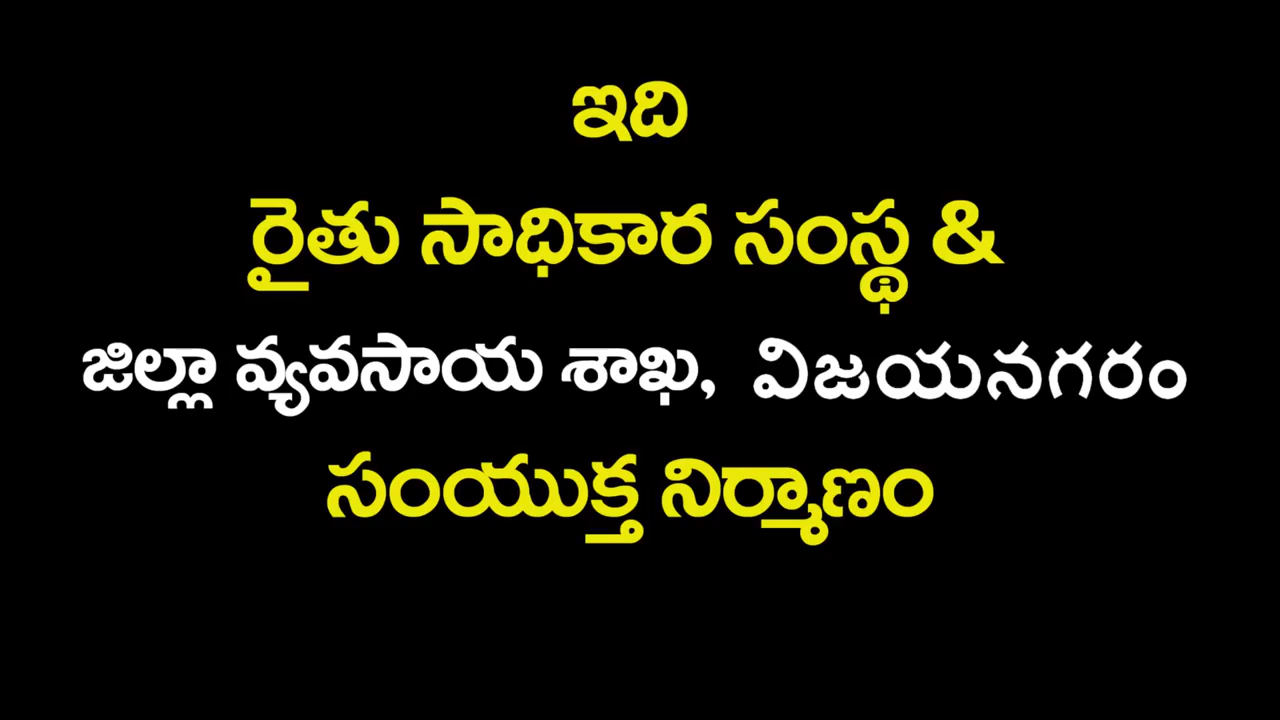 ఇది
రైతు సాధికార సంస్థ &
జిల్లా వ్యవసాయ శాఖ, విజయనగరం
సంయుక్త నిర్మాణం